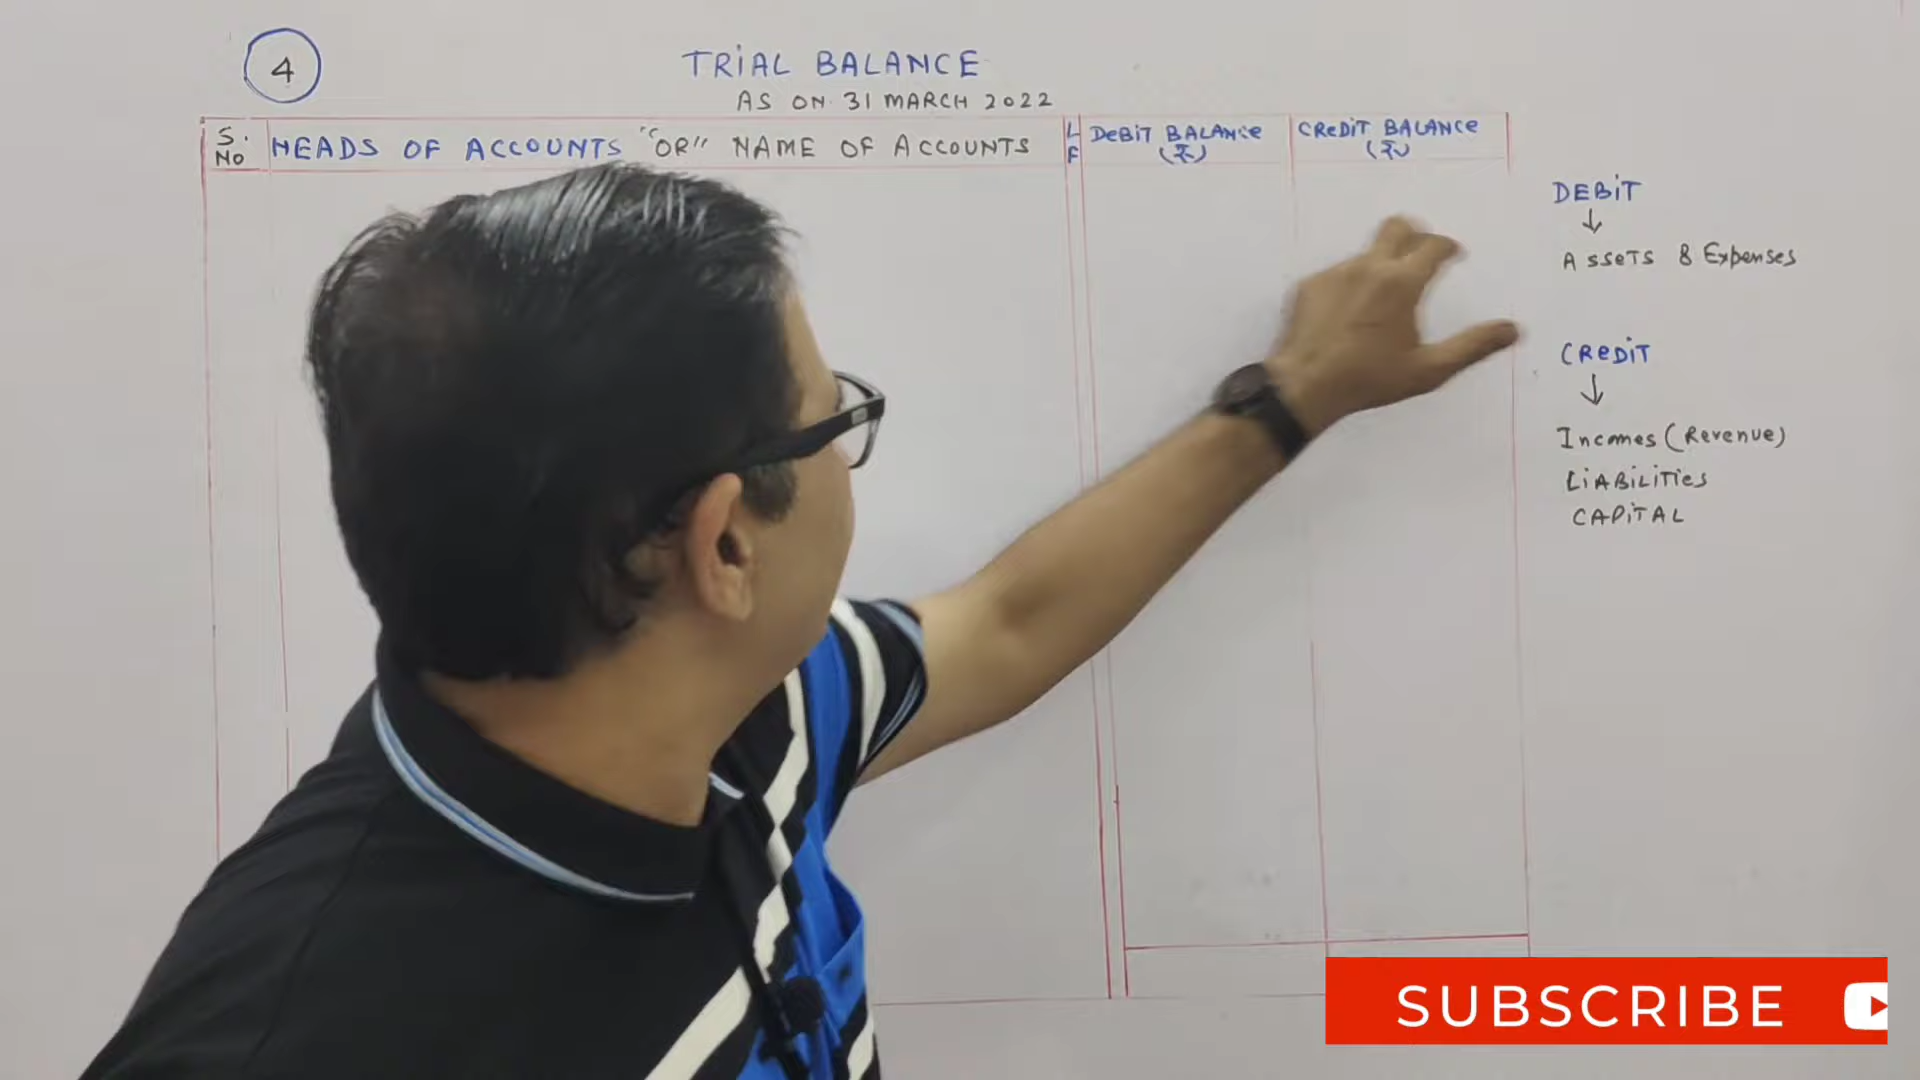 4
TRIAL BALANCE
AS ON 31 MARCH 2022
S. NO
HEADS OF ACCOUNTS "OR" NAME OF ACCOUNTS
LF
DEBIT BALANCE
(₹)
CREDIT BALANCE
(₹)
DEBIT
↓
ASSETS & Expenses
CREDIT
↓
Incomes (Revenue)
LIABILITIES
CAPITAL
SUBSCRIBE